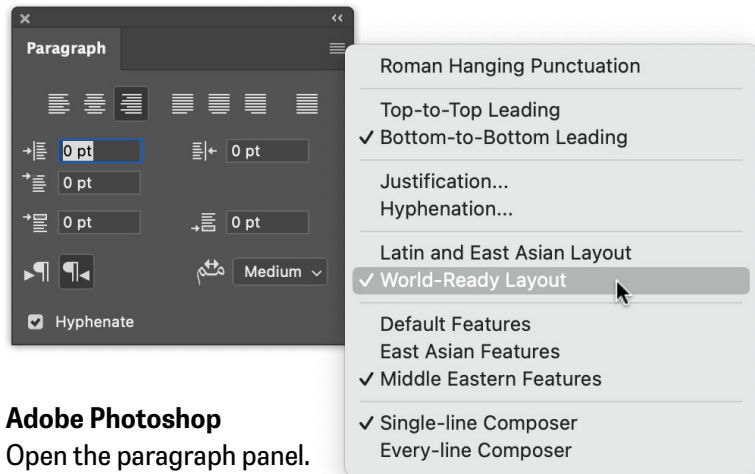 Paragraph
0 pt
0 pt
0 pt
0 pt
0 pt
Medium
Hyphenate
Roman Hanging Punctuation
Top-to-Top Leading
✓ Bottom-to-Bottom Leading
Justification...
Hyphenation...
Latin and East Asian Layout
✓ World-Ready Layout
Default Features
East Asian Features
✓ Middle Eastern Features
✓ Single-line Composer
Every-line Composer
Adobe Photoshop
Open the paragraph panel.